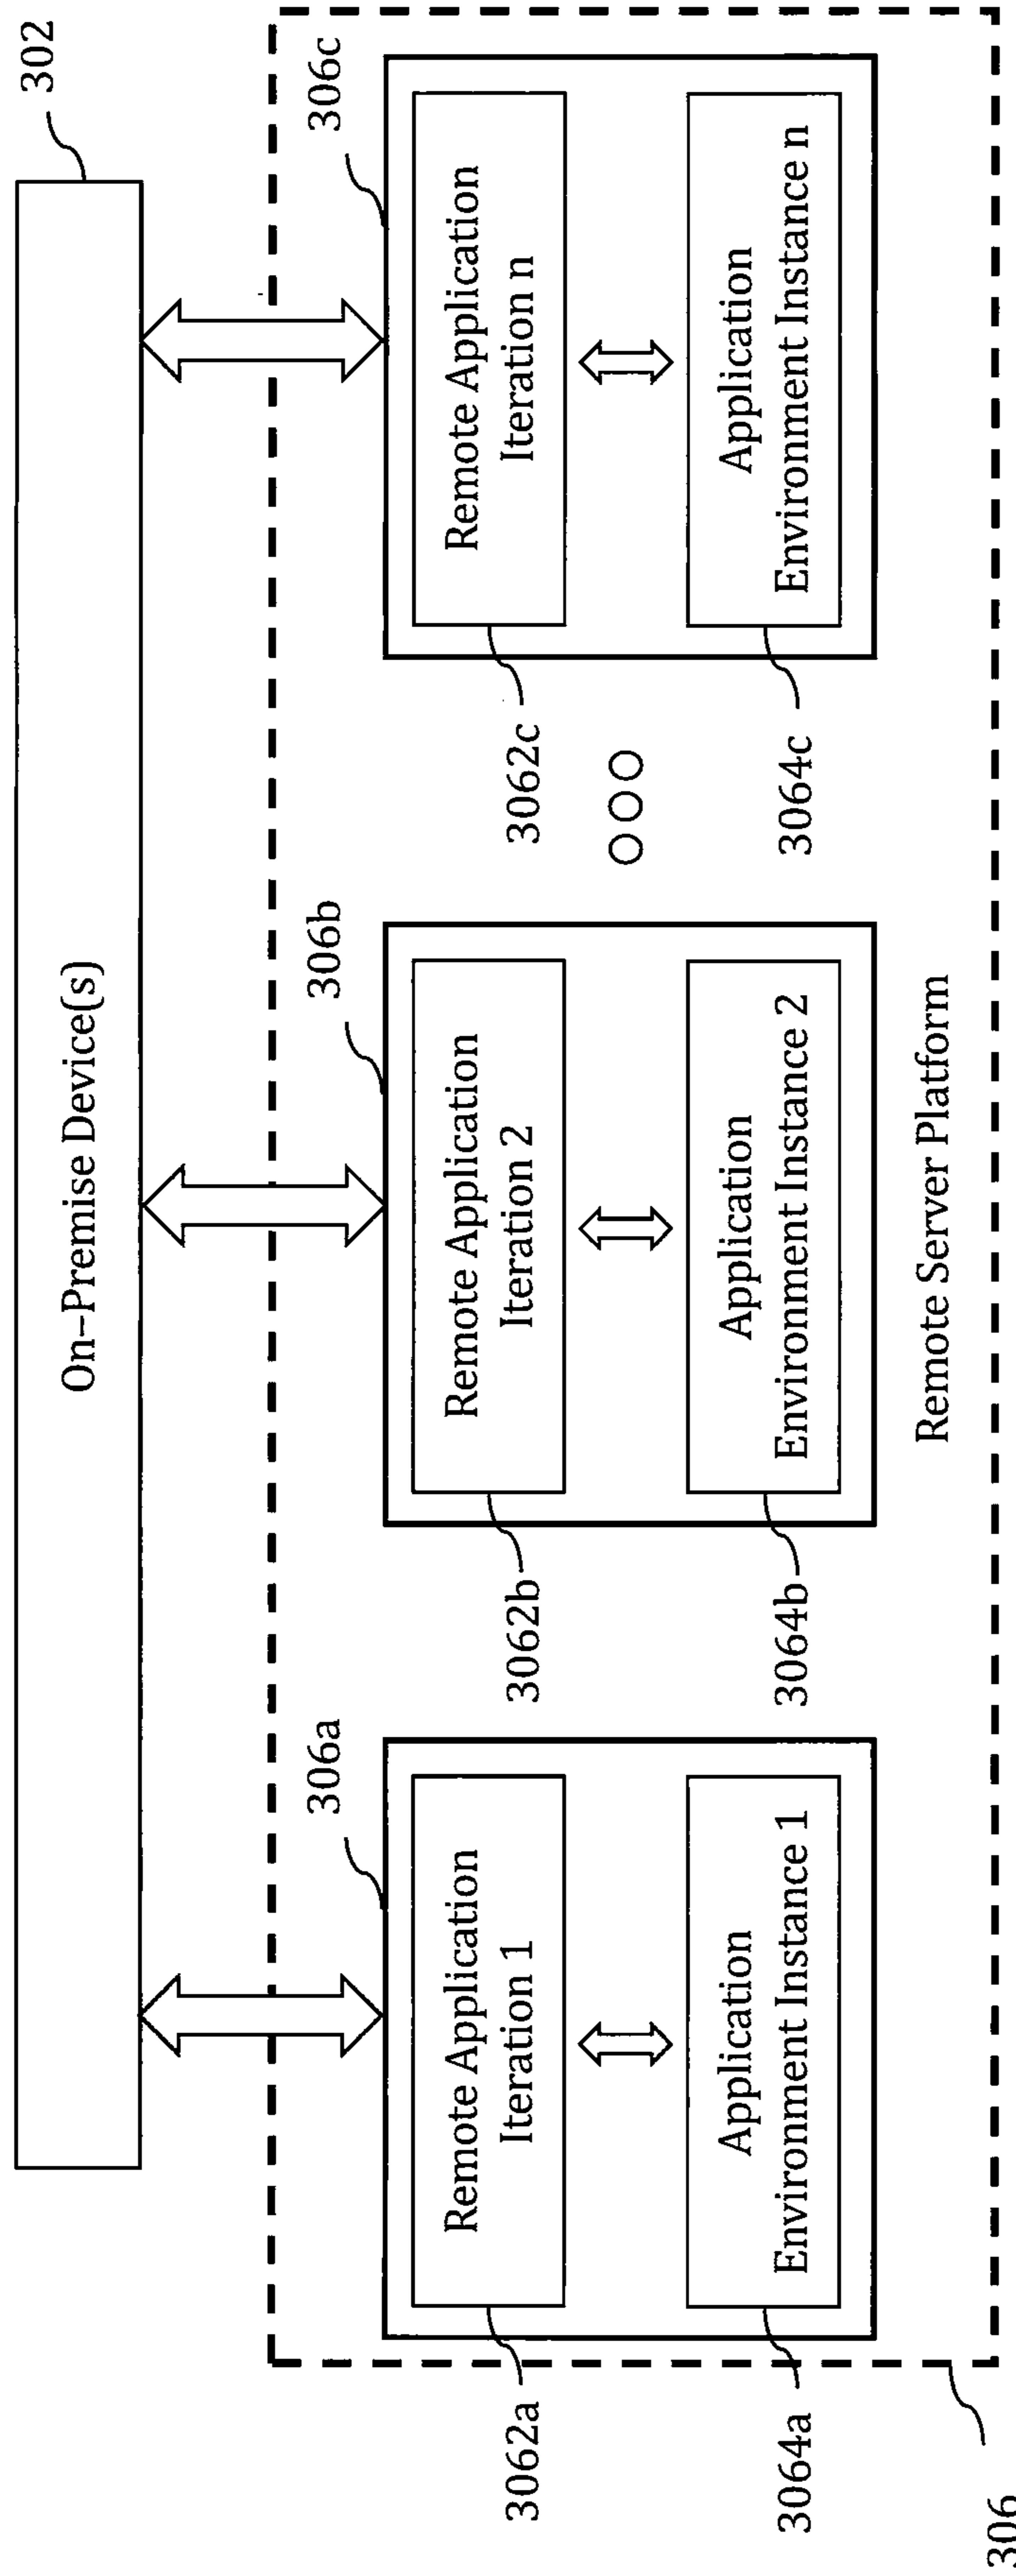 302
On-Premise Device(s)
306a
306b
306c
Remote Application
Iteration 1
Remote Application
Iteration 2
Remote Application
Iteration n
3062a
3062b
3062c
OOO
Application
Environment Instance 1
Application
Environment Instance 2
Application
Environment Instance n
3064a
3064b
3064c
Remote Server Platform
306